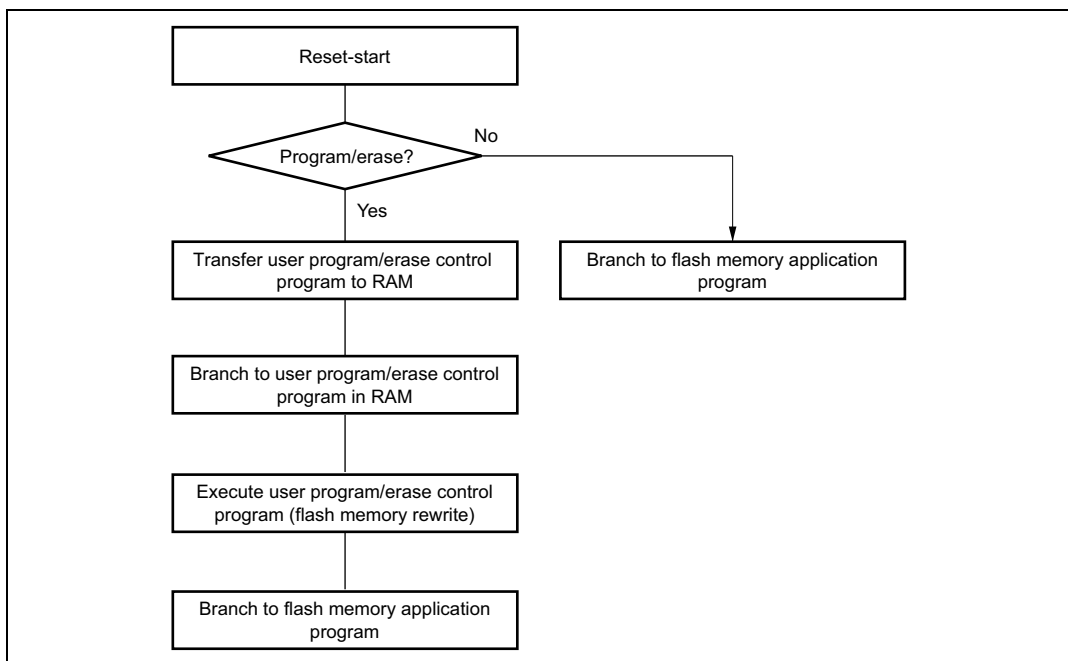 Reset-start
No
Program/erase?
Yes
Transfer user program/erase control
program to RAM
Branch to flash memory application
program
Branch to user program/erase control
program in RAM
Execute user program/erase control
program (flash memory rewrite)
Branch to flash memory application
program